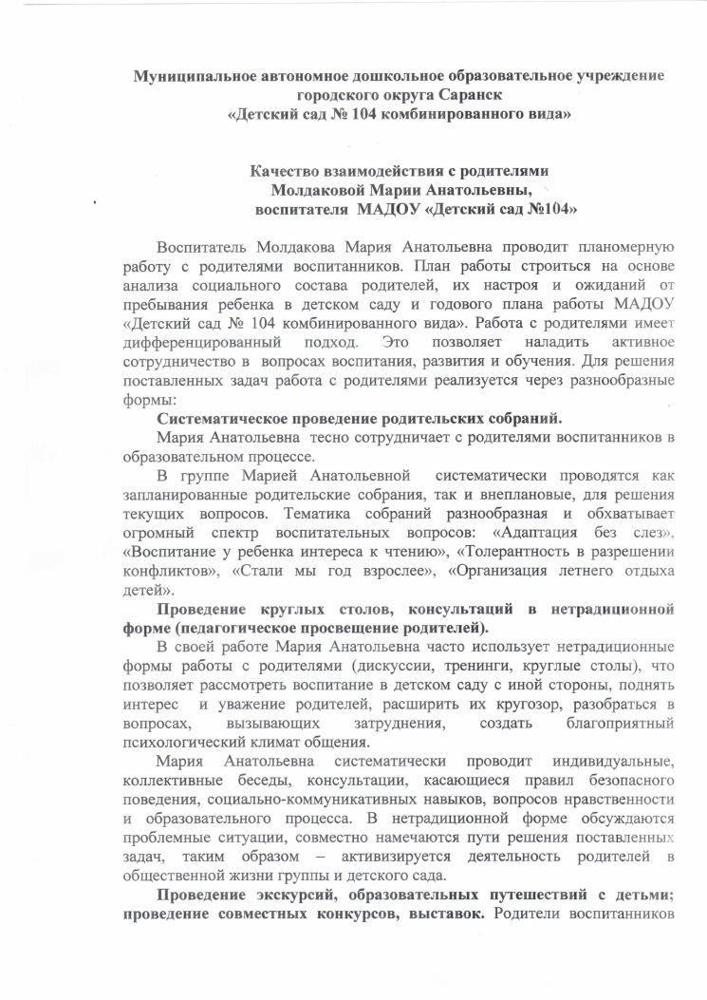 Муниципальное автономное дошкольное образовательное учреждение
городского округа Саранск
«Детский сад № 104 комбинированного вида»
Качество взаимодействия с родителями
Молдаковой Марии Анатольевны,
воспитателя МАДОУ «Детский сад №104»
Воспитатель Молдакова Мария Анатольевна проводит планомерную
работу с родителями воспитанников. План работы строиться на основе
анализа социального состава родителей, их настроя и ожиданий от
пребывания ребенка в детском саду и годового плана работы МАДОУ
«Детский сад № 104 комбинированного вида». Работа с родителями имеет
дифференцированный подход. Это позволяет наладить активное
сотрудничество в вопросах воспитания, развития и обучения. Для решения
поставленных задач работа с родителями реализуется через разнообразные
формы:
Систематическое проведение родительских собраний.
Мария Анатольевна тесно сотрудничает с родителями воспитанников в
образовательном процессе.
В группе Марией Анатольевной систематически проводятся как
запланированные родительские собрания, так и внеплановые, для решения
текущих вопросов. Тематика собраний разнообразная и обхватывает
огромный спектр воспитательных вопросов: «Адаптация без слез»,
«Воспитание у ребенка интереса к чтению», «Толерантность в разрешении
конфликтов», «Стали мы год взрослее», «Организация летнего отдыха
детей».
Проведение круглых столов, консультаций в нетрадиционной
форме (педагогическое просвещение родителей).
В своей работе Мария Анатольевна часто использует нетрадиционные
формы работы с родителями (дискуссии, тренинги, круглые столы), что
позволяет рассмотреть воспитание в детском саду с иной стороны, поднять
интерес и уважение родителей, расширить их кругозор, разобраться в
вопросах, вызывающих затруднения, создать благоприятный
психологический климат общения.
Мария Анатольевна систематически проводит индивидуальные,
коллективные беседы, консультации, касающиеся правил безопасного
поведения, социально-коммуникативных навыков, вопросов нравственности
и образовательного процесса. В нетрадиционной форме обсуждаются
проблемные ситуации, совместно намечаются пути решения поставленных
задач, таким образом – активизируется деятельность родителей в
общественной жизни группы и детского сада.
Проведение экскурсий, образовательных путешествий с детьми;
проведение совместных конкурсов, выставок. Родители воспитанников